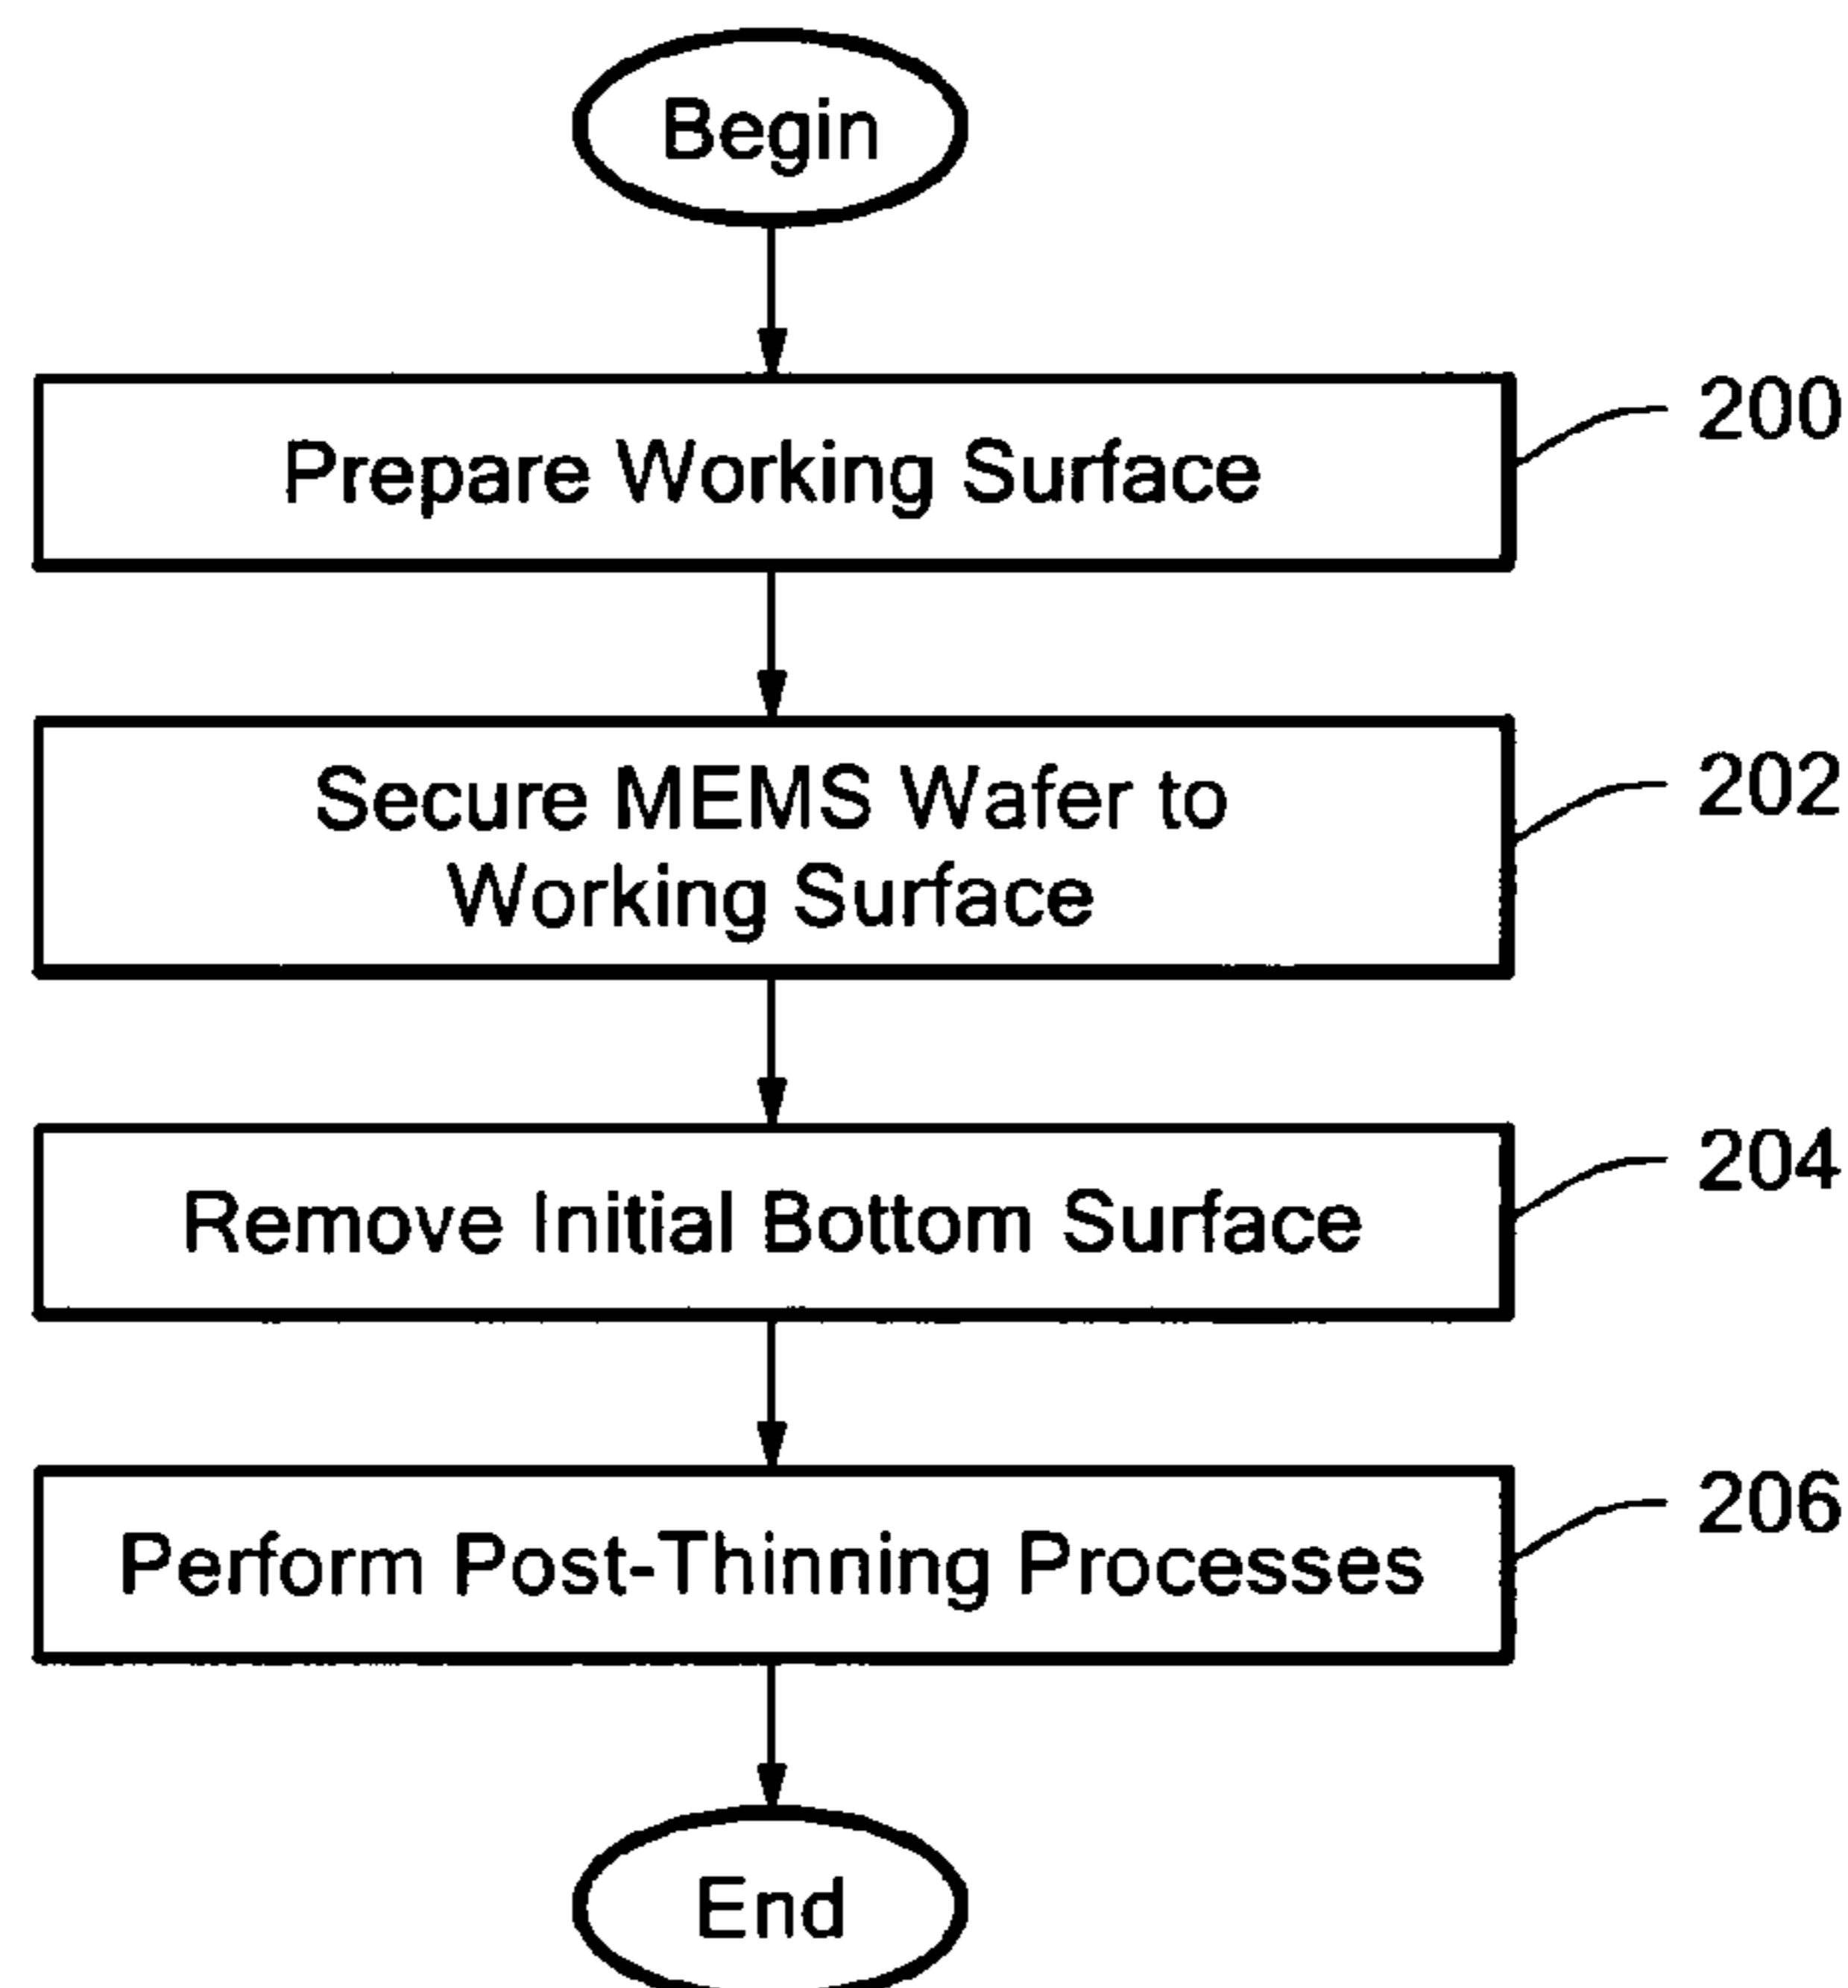 Begin
Prepare Working Surface
200
Secure MEMS Wafer to
Working Surface
202
Remove Initial Bottom Surface
204
Perform Post-Thinning Processes
206
End